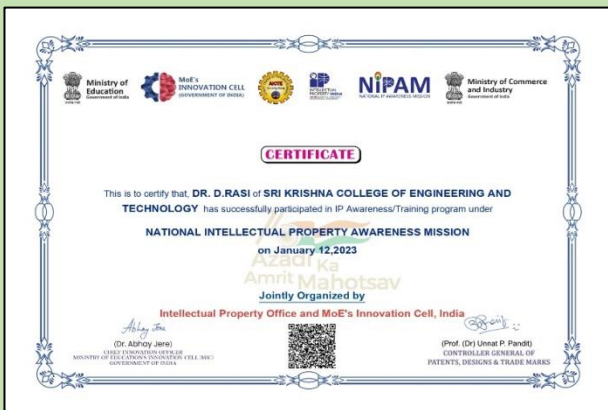 Ministry of
Education
Government of India
MoE's
INNOVATION CELL
(GOVERNMENT OF INDIA)
INTELLECTUAL
PROPERTY INDIA
NIPAM
NATIONAL IP AWARENESS MISSION
Ministry of Commerce
and Industry
Government of India
CERTIFICATE
This is to certify that, DR. D.RASI of SRI KRISHNA COLLEGE OF ENGINEERING AND
TECHNOLOGY has successfully participated in IP Awareness/Training program under
NATIONAL INTELLECTUAL PROPERTY AWARENESS MISSION
on January 12,2023
Azadi Ka
Amrit Mahotsav
Jointly Organized by
Intellectual Property Office and MoE's Innovation Cell, India
Abhay Jere
(Dr. Abhay Jere)
CHIEF INNOVATION OFFICER
MINISTRY OF EDUCATION'S INNOVATION CELL (MIC)
GOVERNMENT OF INDIA
(Prof. (Dr) Unnat P. Pandit)
CONTROLLER GENERAL OF
PATENTS, DESIGNS & TRADE MARKS